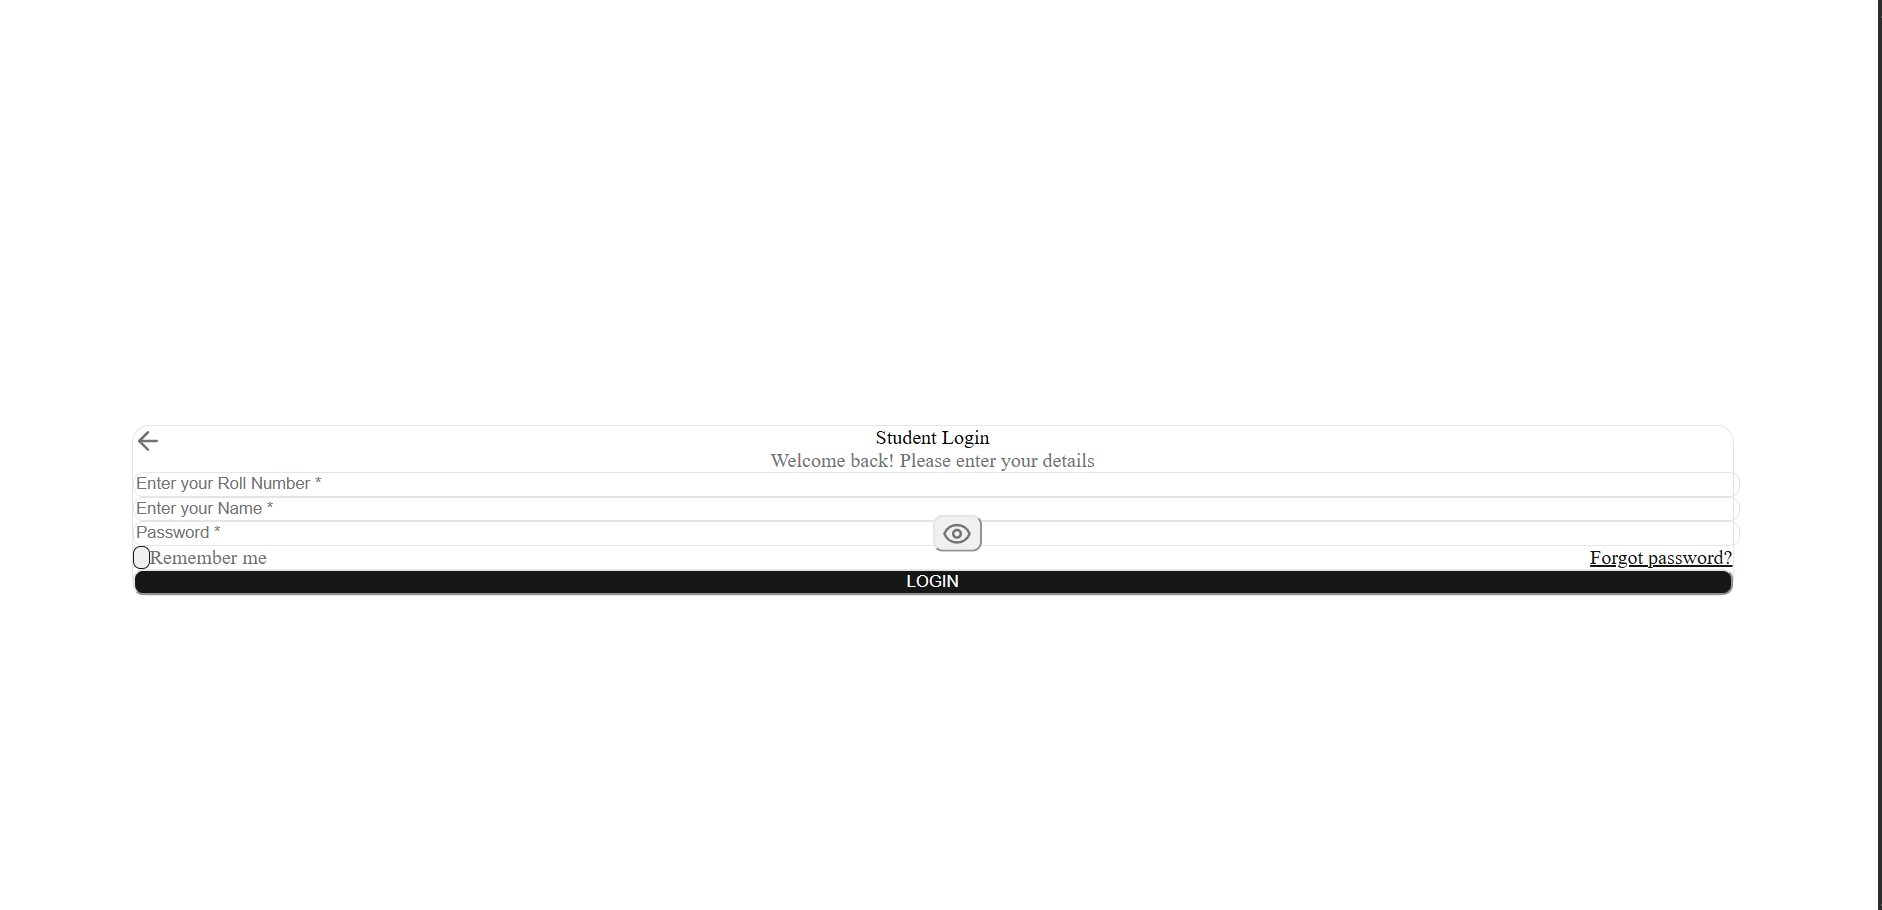 Student Login
Welcome back! Please enter your details
Enter your Roll Number *
Enter your Name *
Password *
Remember me
Forgot password?
LOGIN